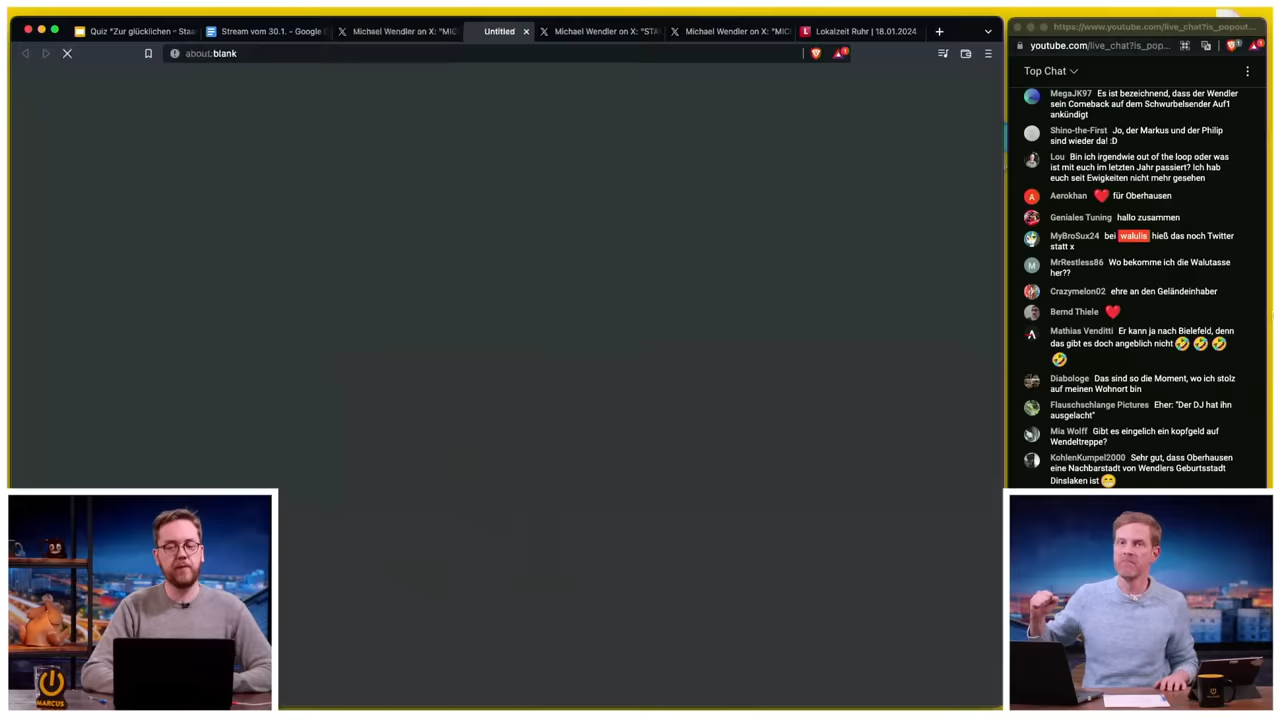 Quiz "Zur glücklichen – Staa
Stream vom 30.1. - Google D
Michael Wendler on X: "MIC
Untitled
Michael Wendler on X: "STA
Michael Wendler on X: "MIC
Lokalzeit Ruhr | 18.01.2024
about:blank
https://www.youtube.com/live_chat?is_popout...
youtube.com/live_chat?is_pop...
Top Chat
MegaJK97 Es ist bezeichnend, dass der Wendler
sein Comeback auf dem Schwurbelsender Auf1
ankündigt
Shino-the-First Jo, der Markus und der Philip
sind wieder da! :D
Lou Bin ich irgendwie out of the loop oder was
ist mit euch im letzten Jahr passiert? Ich hab
euch seit Ewigkeiten nicht mehr gesehen
Aerokhan ❤️ für Oberhausen
Geniales Tuning hallo zusammen
MyBroSux24 bei walulis hieß das noch Twitter
statt x
MrRestless86 Wo bekomme ich die Walutasse
her??
Crazymelon02 ehre an den Geländeinhaber
Bernd Thiele ❤️
Mathias Venditti Er kann ja nach Bielefeld, denn
das gibt es doch angeblich nicht 🤣 🤣 🤣
🤣
Diabologe Das sind so die Moment, wo ich stolz
auf meinen Wohnort bin
Flauschschlange Pictures Eher: "Der DJ hat ihn
ausgelacht"
Mia Wolff Gibt es eingelich ein kopfgeld auf
Wendeltreppe?
KohlenKumpel2000 Sehr gut, dass Oberhausen
eine Nachbarstadt von Wendlers Geburtsstadt
Dinslaken ist 😁
MARCUS